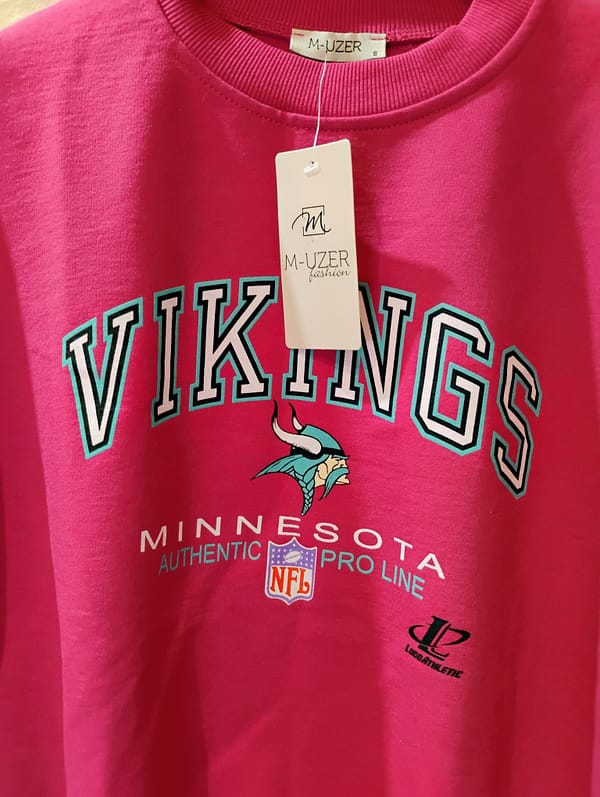 M-UZER
S
M
M-UZER
fashion
VIKINGS
MINNESOTA
AUTHENTIC NFL PRO LINE
LOGOATHLETIC